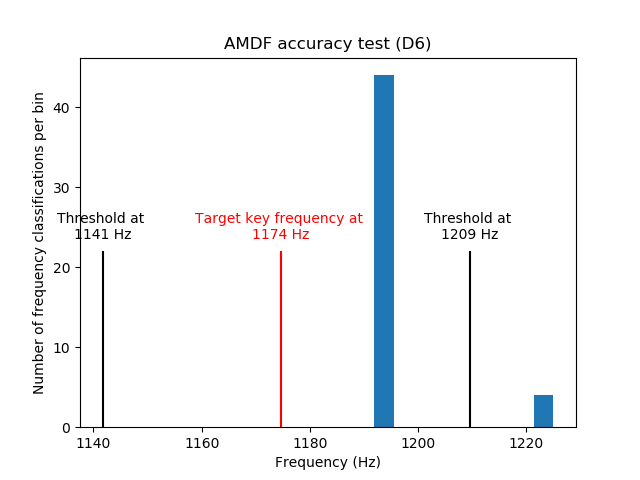 AMDF accuracy test (D6)
Number of frequency classifications per bin
40
30
20
10
0
Threshold at
1141 Hz
Target key frequency at
1174 Hz
Threshold at
1209 Hz
1140
1160
1180
1200
1220
Frequency (Hz)